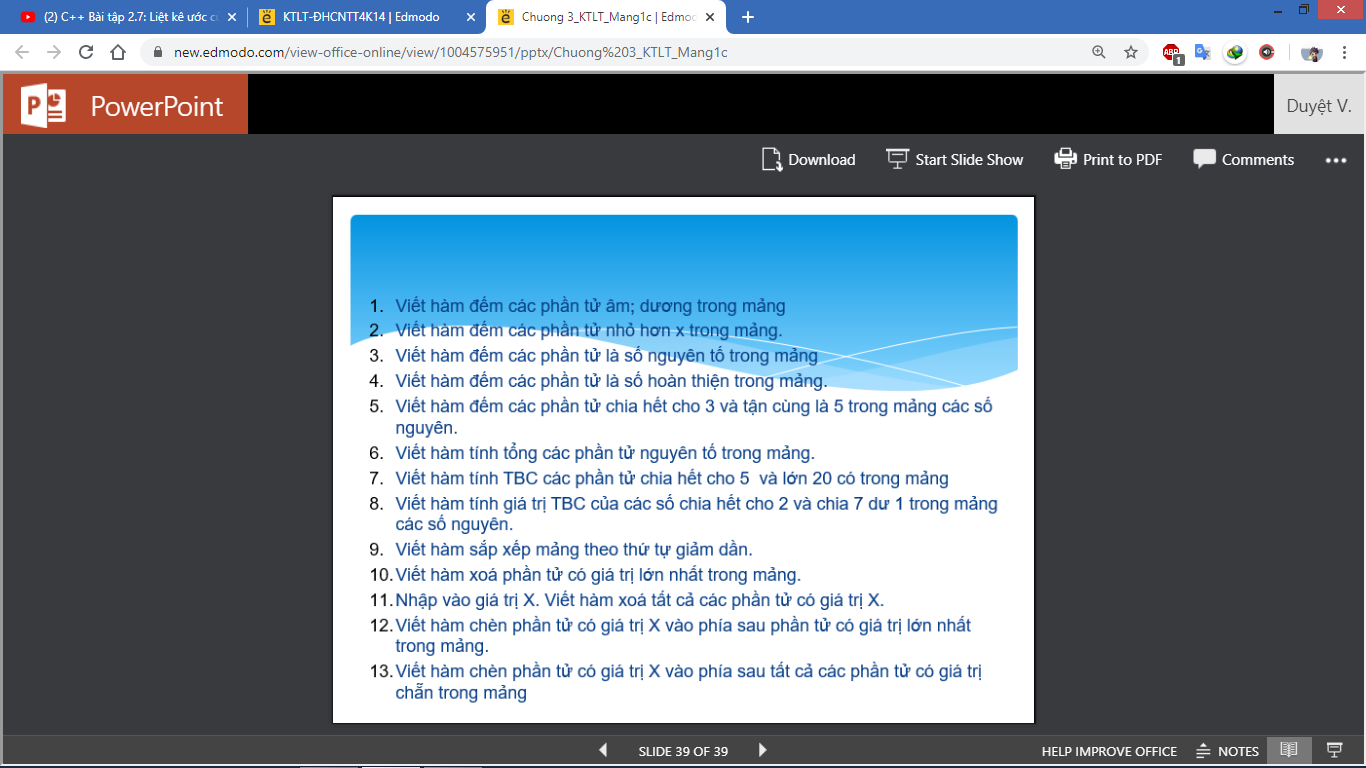 (2) C++ Bài tập 2.7: Liệt kê ước c
KTLT-ĐHCNTT4K14 | Edmodo
Chuong 3_KTLT_Mang1c | Edmo
new.edmodo.com/view-office-online/view/1004575951/pptx/Chuong%203_KTLT_Mang1c
ABP
1
PowerPoint
Duyệt V.
Download
Start Slide Show
Print to PDF
Comments
1. Viết hàm đếm các phần tử âm; dương trong mảng
2. Viết hàm đếm các phần tử nhỏ hơn x trong mảng.
3. Viết hàm đếm các phần tử là số nguyên tố trong mảng
4. Viết hàm đếm các phần tử là số hoàn thiện trong mảng.
5. Viết hàm đếm các phần tử chia hết cho 3 và tận cùng là 5 trong mảng các số
nguyên.
6. Viết hàm tính tổng các phần tử nguyên tố trong mảng.
7. Viết hàm tính TBC các phần tử chia hết cho 5 và lớn 20 có trong mảng
8. Viết hàm tính giá trị TBC của các số chia hết cho 2 và chia 7 dư 1 trong mảng
các số nguyên.
9. Viết hàm sắp xếp mảng theo thứ tự giảm dần.
10. Viết hàm xoá phần tử có giá trị lớn nhất trong mảng.
11. Nhập vào giá trị X. Viết hàm xoá tất cả các phần tử có giá trị X.
12. Viết hàm chèn phần tử có giá trị X vào phía sau phần tử có giá trị lớn nhất
trong mảng.
13. Viết hàm chèn phần tử có giá trị X vào phía sau tất cả các phần tử có giá trị
chẵn trong mảng
SLIDE 39 OF 39
HELP IMPROVE OFFICE
NOTES